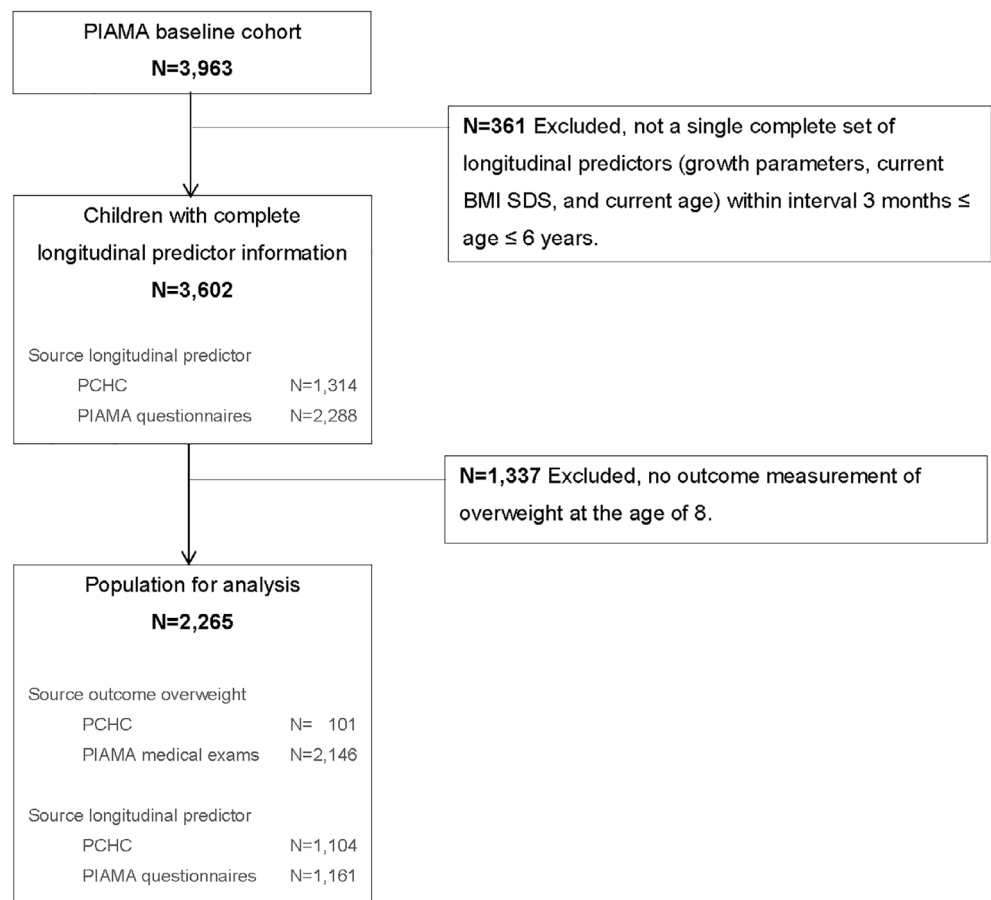 PIAMA baseline cohort
N=3,963
N=361 Excluded, not a single complete set of
longitudinal predictors (growth parameters, current
BMI SDS, and current age) within interval 3 months ≤
age ≤ 6 years.
Children with complete
longitudinal predictor information
N=3,602
Source longitudinal predictor
PCHC N=1,314
PIAMA questionnaires N=2,288
N=1,337 Excluded, no outcome measurement of
overweight at the age of 8.
Population for analysis
N=2,265
Source outcome overweight
PCHC N= 101
PIAMA medical exams N=2,146
Source longitudinal predictor
PCHC N=1,104
PIAMA questionnaires N=1,161